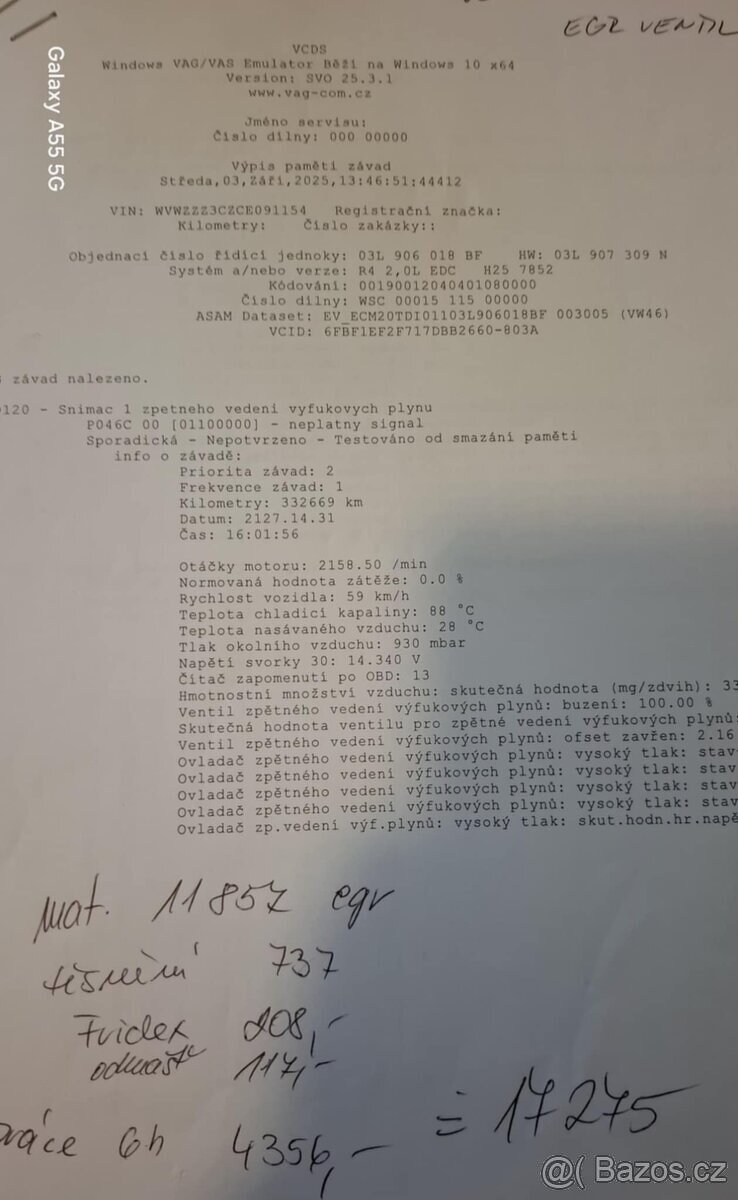 EGR VENTIL
Galaxy A55 5G
VCDS
Windows VAG/VAS Emulator Běží na Windows 10 x64
Version: SVO 25.3.1
www.vag-com.cz
Jméno servisu:
Číslo dílny: 000 00000
Výpis paměti závad
Středa,03,Září,2025,13:46:51:44412
VIN: WVWZZZ3CZCE091154 Registrační značka:
Kilometry: Číslo zakázky::
Objednací číslo řídicí jednoky: 03L 906 018 BF HW: 03L 907 309 N
Systém a/nebo verze: R4 2,0L EDC H25 7852
Kódování: 00190012040401080000
Číslo dílny: WSC 00015 115 00000
ASAM Dataset: EV_ECM20TDI01103L906018BF 003005 (VW46)
VCID: 6FBF1EF2F717DBB2660-803A
závad nalezeno.
0120 - Snimac 1 zpetneho vedeni vyfukovych plynu
P046C 00 [01100000] - neplatny signal
Sporadická - Nepotvrzeno - Testováno od smazání paměti
info o závadě:
Priorita závad: 2
Frekvence závad: 1
Kilometry: 332669 km
Datum: 2127.14.31
Čas: 16:01:56
Otáčky motoru: 2158.50 /min
Normovaná hodnota zátěže: 0.0 %
Rychlost vozidla: 59 km/h
Teplota chladicí kapaliny: 88 °C
Teplota nasávaného vzduchu: 28 °C
Tlak okolního vzduchu: 930 mbar
Napětí svorky 30: 14.340 V
Čítač zapomenutí po OBD: 13
Hmotnostní množství vzduchu: skutečná hodnota (mg/zdvih): 33
Ventil zpětného vedení výfukových plynů: buzení: 100.00 %
Skutečná hodnota ventilu pro zpětné vedení výfukových plynů:
Ventil zpětného vedení výfukových plynů: ofset zavřen: 2.16
Ovladač zpětného vedení výfukových plynů: vysoký tlak: stav
Ovladač zpětného vedení výfukových plynů: vysoký tlak: stav
Ovladač zpětného vedení výfukových plynů: vysoký tlak: stav
Ovladač zpětného vedení výfukových plynů: vysoký tlak: stav
Ovladač zp.vedení výf.plynů: vysoký tlak: skut.hodn.hr.napě
mat. 11857 egr
těsnění 737
Fridex 208,-
odmašť 117,-
práce 6h 4356,- = 17275
@( Bazos.cz